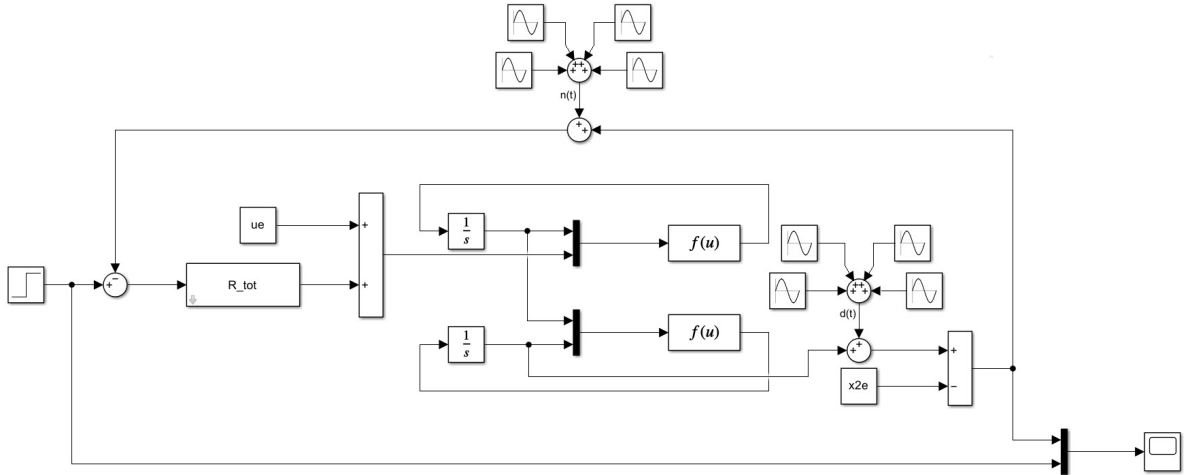 n(t)
ue
+
1
s
f(u)
R_tot
+
1
s
f(u)
d(t)
x2e
+
−